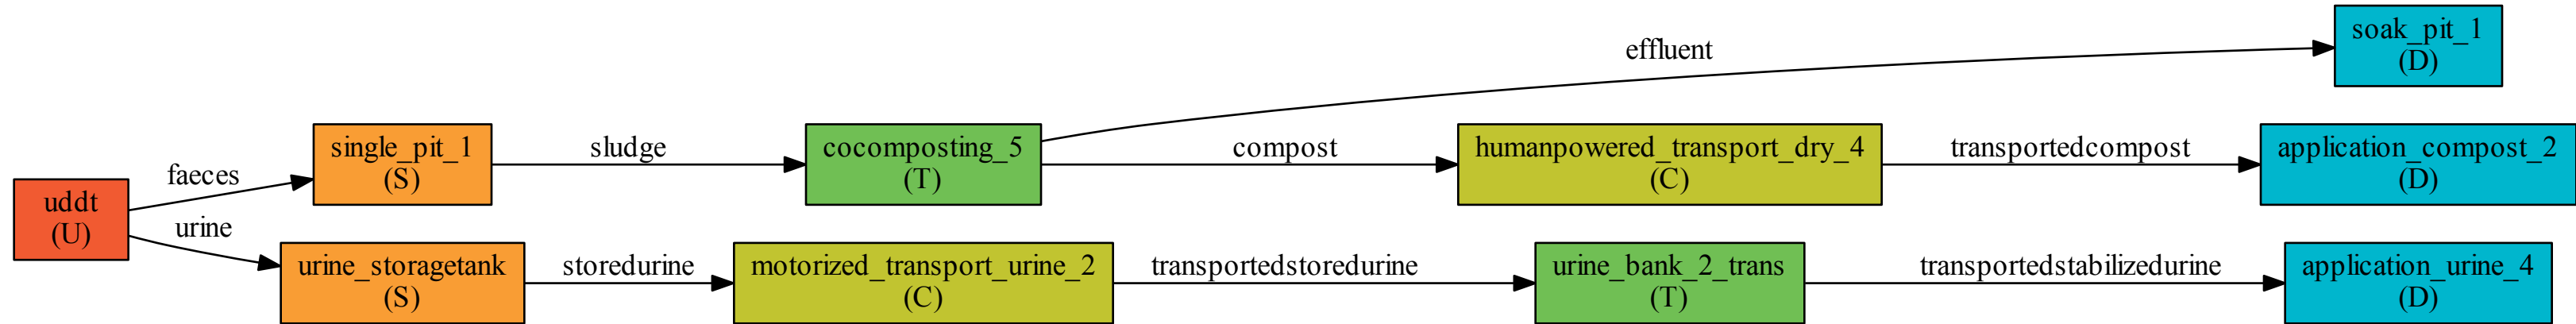 uddt
(U)
faeces
urine
single_pit_1
(S)
urine_storagetank
(S)
sludge
storedurine
cocomposting_5
(T)
motorized_transport_urine_2
(C)
effluent
compost
transportedstoredurine
humanpowered_transport_dry_4
(C)
urine_bank_2_trans
(T)
transportedcompost
transportedstabilizedurine
soak_pit_1
(D)
application_compost_2
(D)
application_urine_4
(D)